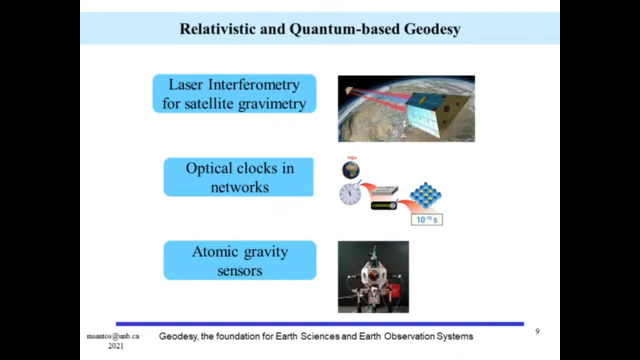 Relativistic and Quantum-based Geodesy
Laser Interferometry
for satellite gravimetry
Optical clocks in
networks
10⁻¹⁸ s
Atomic gravity
sensors
msantos@unb.ca
2021
Geodesy, the foundation for Earth Sciences and Earth Observation Systems
9